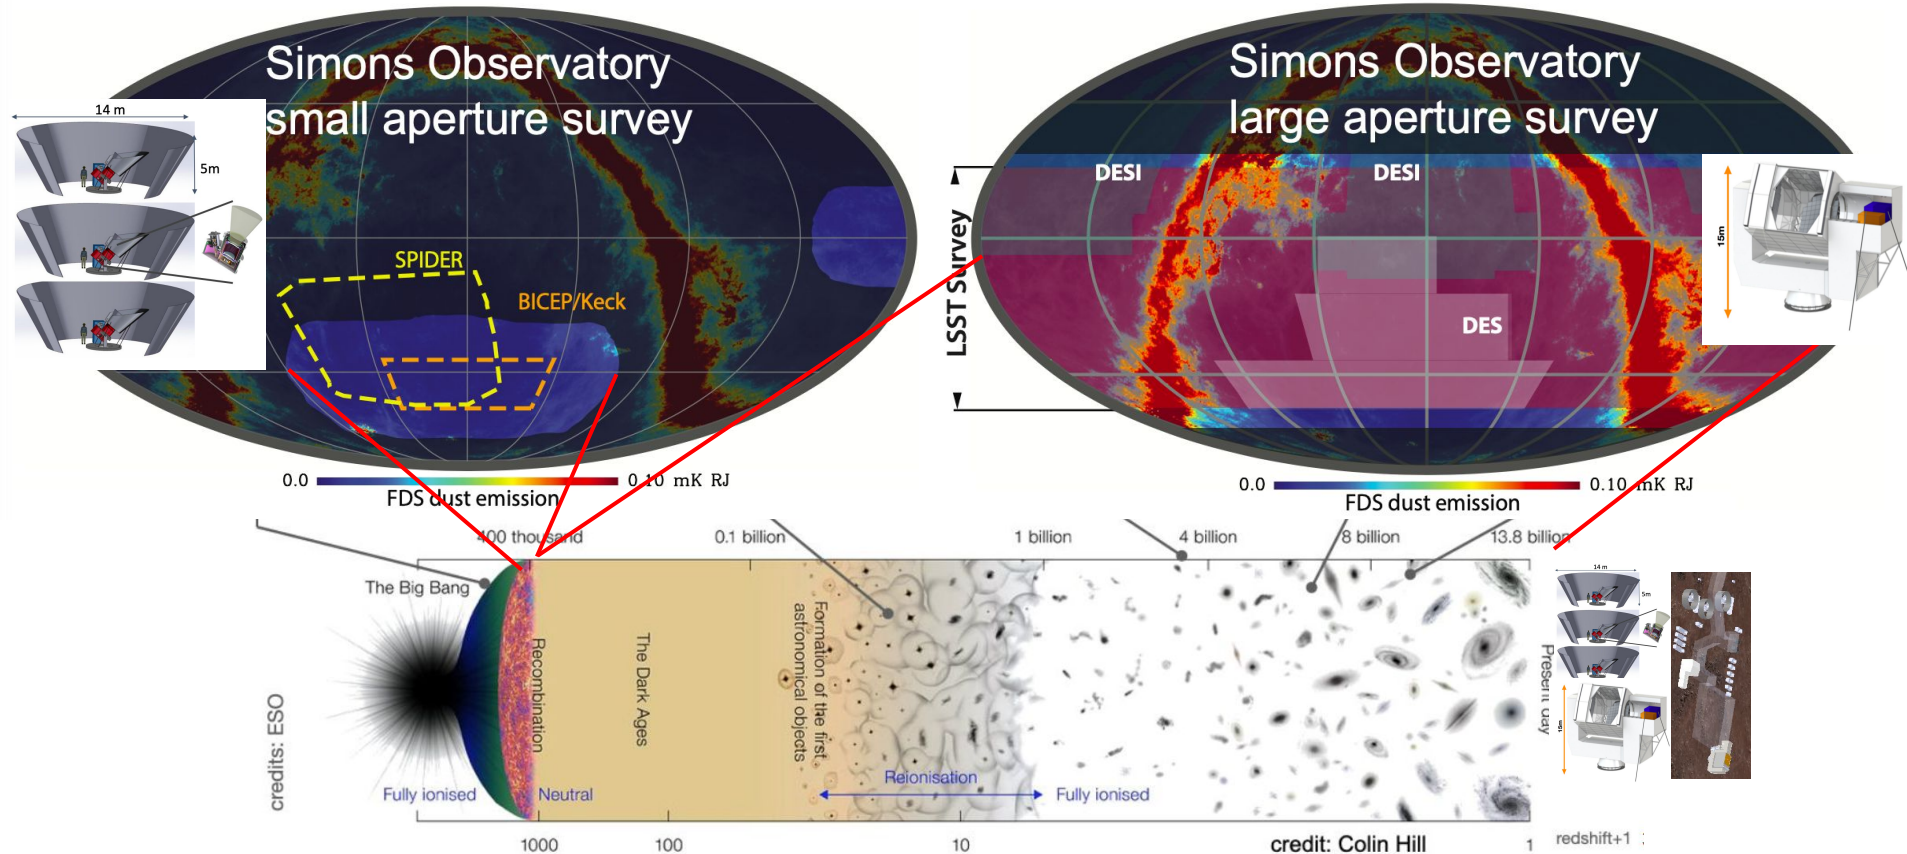 Simons Observatory
small aperture survey
14 m
5m
SPIDER
BICEP/Keck
0.0
0.10 mK RJ
FDS dust emission
Simons Observatory
large aperture survey
DESI
DESI
DES
LSST Survey
15m
0.0
0.10 mK RJ
FDS dust emission
400 thousand
0.1 billion
1 billion
4 billion
8 billion
13.8 billion
The Big Bang
Recombination
The Dark Ages
Formation of the first
astronomical objects
Reionisation
Fully ionised
Neutral
Fully ionised
Present day
14 m
5m
15m
credits: ESO
1000
100
10
credit: Colin Hill
1
redshift+1